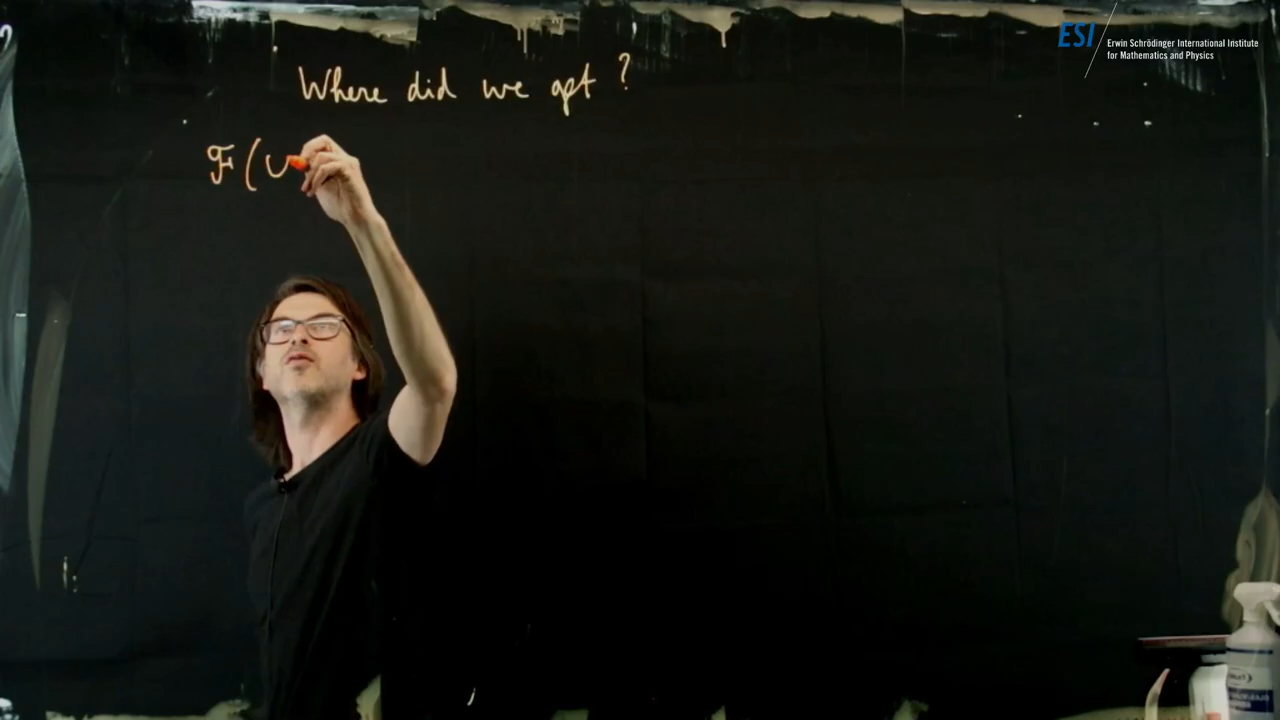 ESI Erwin Schrödinger International Institute
for Mathematics and Physics
Where did we get ?
F(U